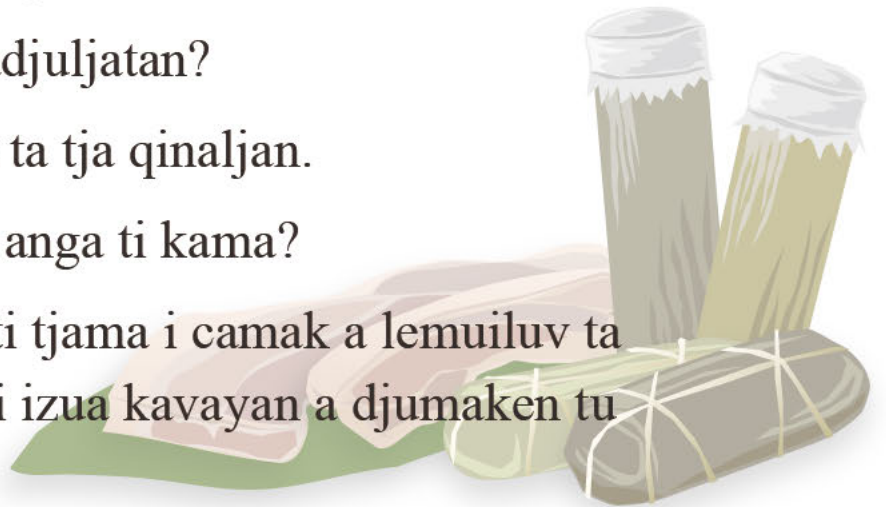 djuljatan?
ta tja qinaljan.
anga ti kama?
ti tjama i camak a lemuiluv ta
i izua kavayan a djumaken tu